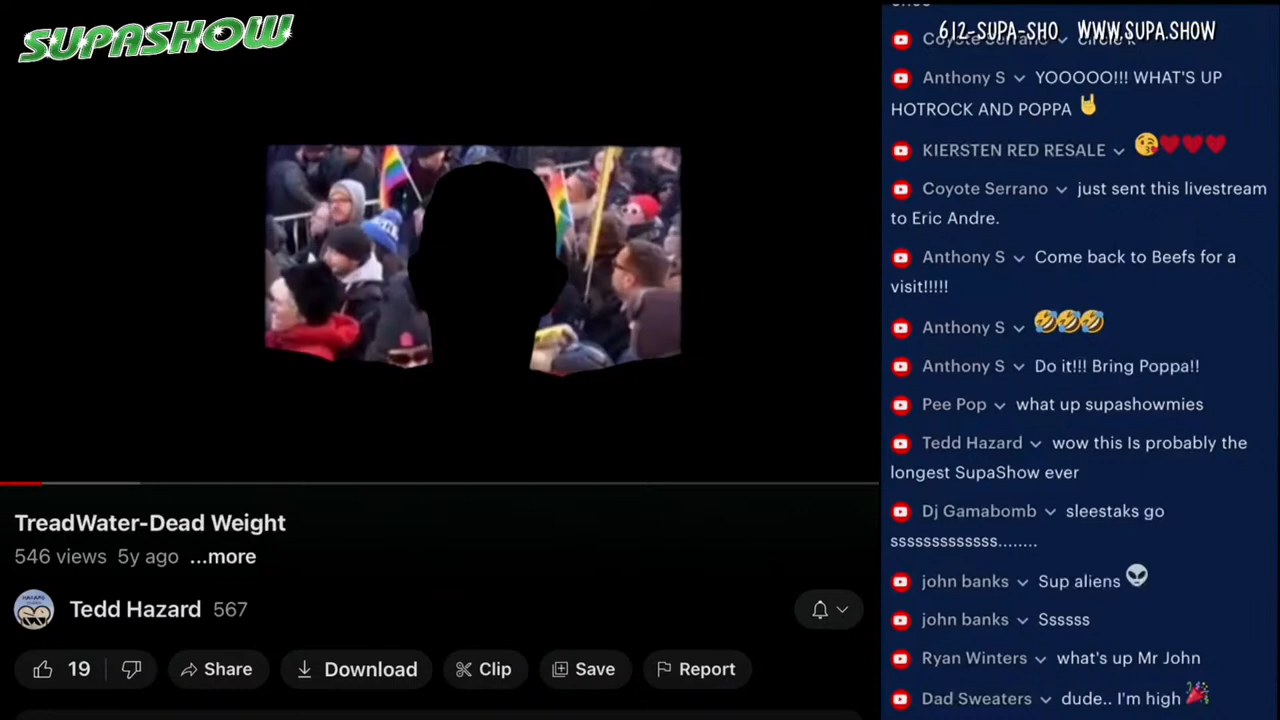 SUPASHOW
TreadWater-Dead Weight
546 views 5y ago ...more
Tedd Hazard 567
19 Share Download Clip Save Report
612-SUPA-SHO WWW.SUPA.SHOW
Coyote Serrano circle k
Anthony S YOOOOO!!! WHAT'S UP
HOTROCK AND POPPA 🤘
KIERSTEN RED RESALE 😘❤️❤️❤️
Coyote Serrano just sent this livestream
to Eric Andre.
Anthony S Come back to Beefs for a
visit!!!!!
Anthony S 🤣🤣🤣
Anthony S Do it!!! Bring Poppa!!
Pee Pop what up supashowmies
Tedd Hazard wow this Is probably the
longest SupaShow ever
Dj Gamabomb sleestaks go
sssssssssssss........
john banks Sup aliens 👽
john banks Ssssss
Ryan Winters what's up Mr John
Dad Sweaters dude.. I'm high 🎉